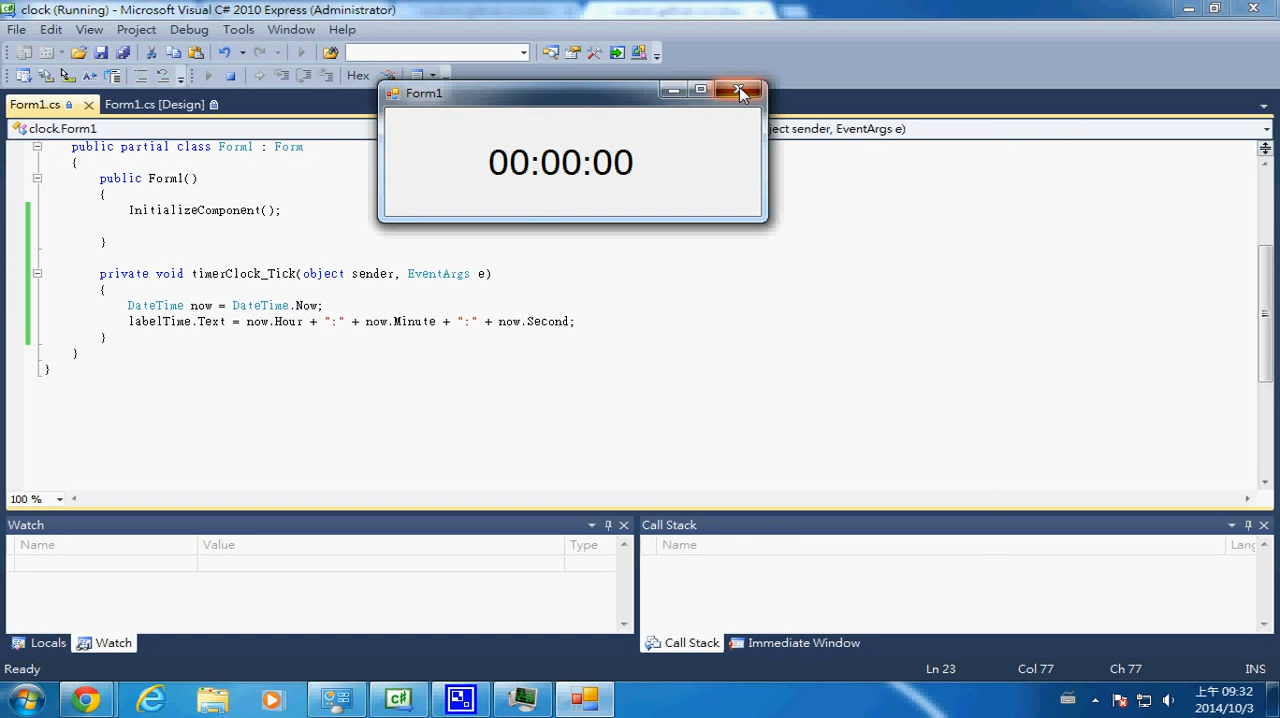 clock (Running) - Microsoft Visual C# 2010 Express (Administrator)
File Edit View Project Debug Tools Window Help
Hex
Form1.cs Form1.cs [Design]
Form1
clock.Form1
ject sender, EventArgs e)
00:00:00
public partial class Form1 : Form
{
public Form1()
{
InitializeComponent();
}
private void timerClock_Tick(object sender, EventArgs e)
{
DateTime now = DateTime.Now;
labelTime.Text = now.Hour + ":" + now.Minute + ":" + now.Second;
}
}
}
100 %
Watch
Name Value Type
Call Stack
Name Lang
Locals Watch
Call Stack Immediate Window
Ready Ln 23 Col 77 Ch 77 INS
上午 09:32
2014/10/3